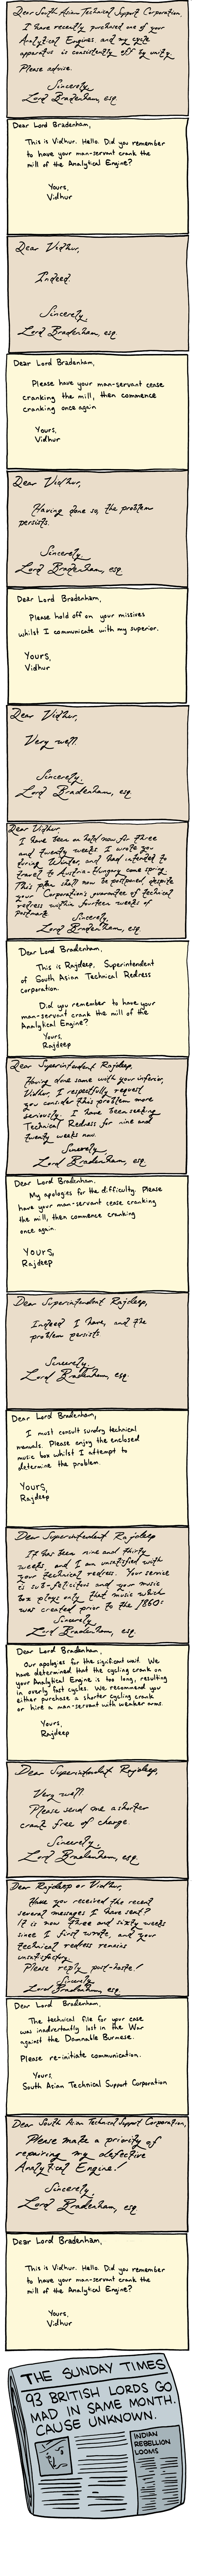 Dear South Asian Technical Support Corporation,
I have recently purchased one of your
Analytical Engines, and my cycle
apparatus is consistently off by unity.
Please advise.
Sincerely,
Lord Bradenham, esq.
Dear Lord Bradenham,
This is Vidhur. Hello. Did you remember
to have your man-servant crank the
mill of the Analytical Engine?
Yours,
Vidhur
Dear Vidhur,
Indeed.
Sincerely,
Lord Bradenham, esq.
Dear Lord Bradenham,
Please have your man-servant cease
cranking the mill, then commence
cranking once again
Yours,
Vidhur
Dear Vidhur,
Having done so, the problem
persists.
Sincerely,
Lord Bradenham, esq.
Dear Lord Bradenham,
Please hold off on your missives
whilst I communicate with my superior.
Yours,
Vidhur
Dear Vidhur,
Very well.
Sincerely,
Lord Bradenham, esq.
Dear Vidhur,
I have been on hold now for three
and twenty weeks. I wrote you
during Winter, and had intended to
travel to Austria-Hungary come spring.
This plan shall now be postponed despite
your Corporation's guarantee of technical
redress within fourteen weeks of
postmark.
Sincerely,
Lord Bradenham, esq.
Dear Lord Bradenham,
This is Rajdeep, Superintendent
of South Asian Technical Redress
corporation.
Did you remember to have your
man-servant crank the mill of the
Analytical Engine?
Yours,
Rajdeep
Dear Superintendent Rajdeep,
Having done same with your inferior,
Vidhur, I respectfully request
you consider this problem more
seriously. I have been seeking
Technical Redress for nine and
twenty weeks now.
Sincerely,
Lord Bradenham, esq.
Dear Lord Bradenham.
My apologies for the difficulty. Please
have your man-servant cease cranking
the mill, then commence cranking
once again.
Yours,
Rajdeep
Dear Superintendent Rajdeep,
Indeed I have, and the
problem persists
Sincerely,
Lord Bradenham, esq.
Dear Lord Bradenham,
I must consult sundry technical
manuals. Please enjoy the enclosed
music box whilst I attempt to
determine the problem.
Yours,
Rajdeep
Dear Superintendent Rajdeep
It has been nine and thirty
weeks and I am unsatisfied with
your technical redress. Your service
is sub-felicitous and your music
box plays only that music which
was created prior to the 1860s
Sincerely,
Lord Bradenham, esq.
Dear Lord Bradenham.
Our apologies for the significant wait. We
have determined that the cycling crank on
your Analytical Engine is too long, resulting
in overly fast cycles. We recommend you
either purchase a shorter cycling crank
or hire a man-servant with weaker arms.
Yours,
Rajdeep
Dear Superintendent Rajdeep,
Very well.
Please send me a shorter
crank free of charge.
Sincerely,
Lord Bradenham, esq.
Dear Rajdeep or Vidhur,
Have you received the recent
several messages I have sent?
It is now three and sixty weeks
since I first wrote, and your
technical redress remains
unsatisfactory.
Please reply post-haste!
Sincerely
Lord Bradenham esq
Dear Lord Bradenham,
The technical file for your case
was inadvertantly lost in the War
against the Damnable Burmese.
Please re-initiate communication.
Yours,
South Asian Technical Support Corporation
Dear South Asian Technical Support Corporation,
Please make a priority of
repairing my defective
Analytical Engine!
Sincerely,
Lord Bradenham, esq
Dear Lord Bradenham,
This is Vidhur. Hello. Did you remember
to have your man-servant crank the
mill of the Analytical Engine?
Yours,
Vidhur
THE SUNDAY TIMES
93 BRITISH LORDS GO
MAD IN SAME MONTH.
CAUSE UNKNOWN.
INDIAN
REBELLION
LOOMS